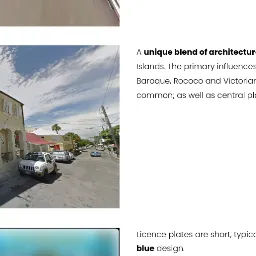 A unique blend of architectur
Islands. The primary influences
Baroque, Rococo and Victorian
common; as well as central pl
Licence plates are short, typic
blue design.